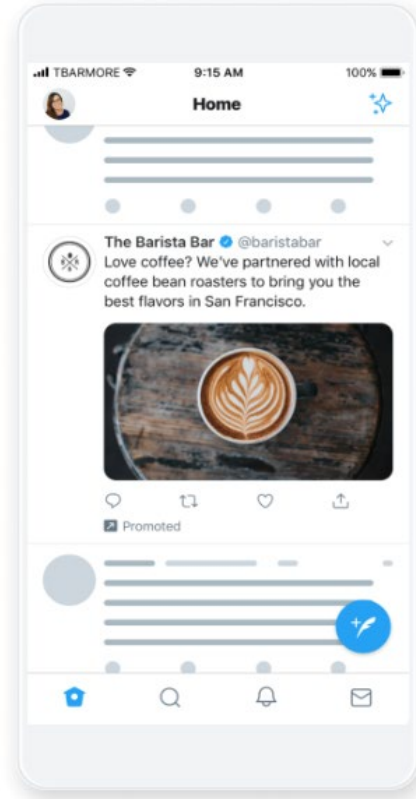 TBARMORE 9:15 AM 100%
Home
The Barista Bar @baristabar
Love coffee? We've partnered with local
coffee bean roasters to bring you the
best flavors in San Francisco.
Promoted